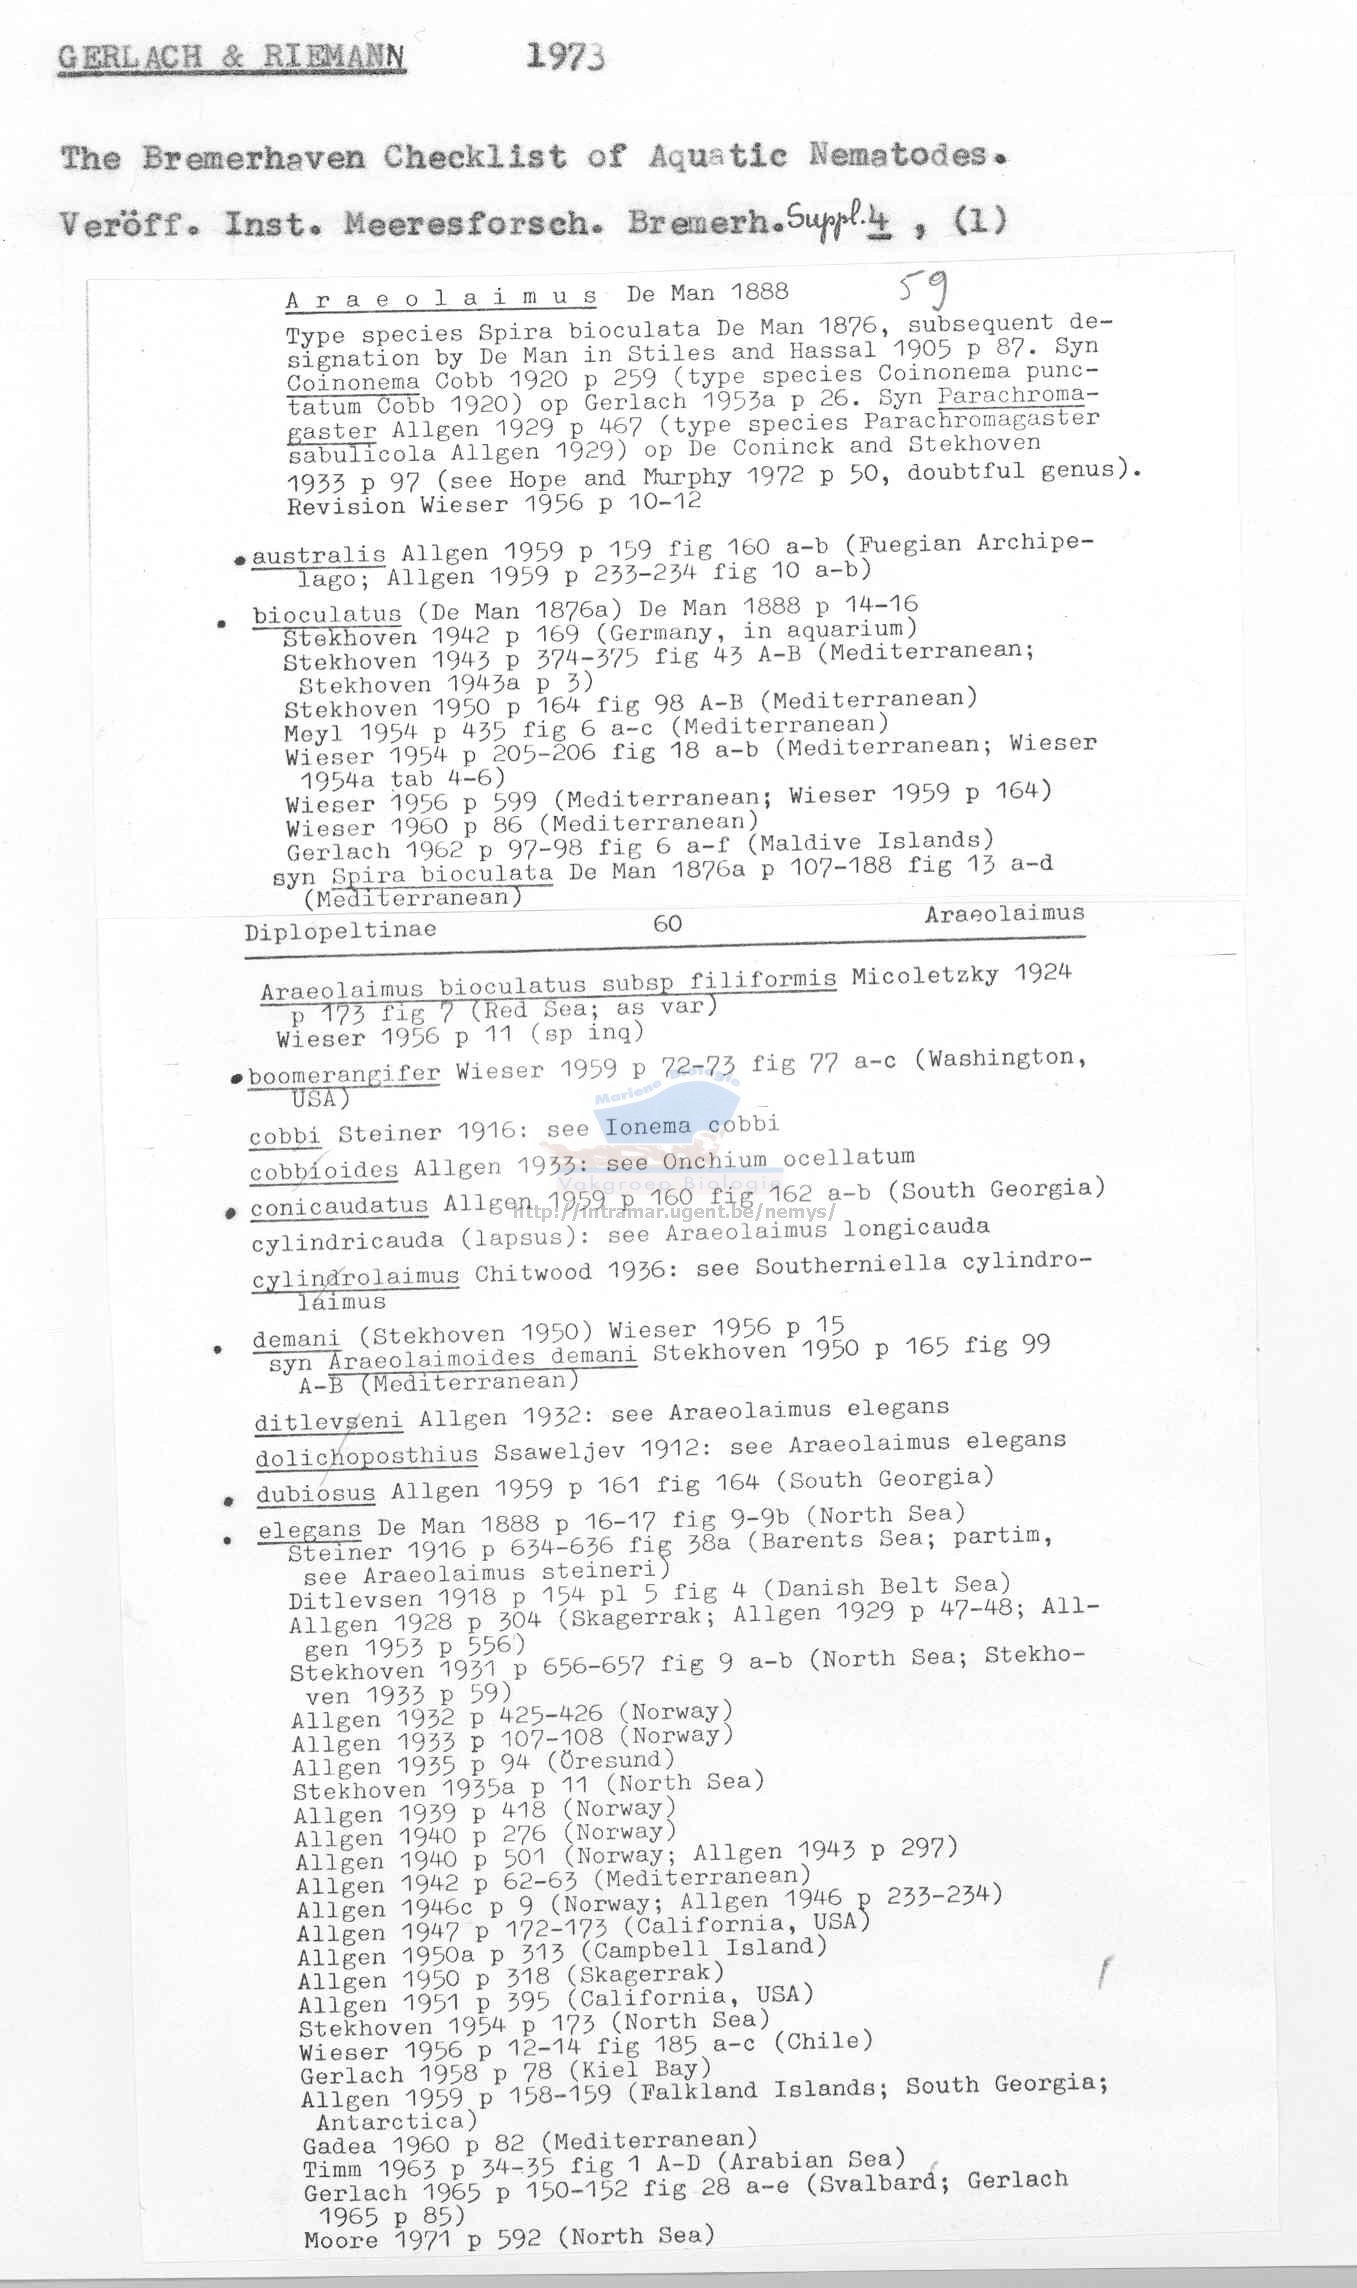 GERLACH & RIEMANN 1973
The Bremerhaven Checklist of Aquatic Nematodes.
Veröff. Inst. Meeresforsch. Bremerh. Suppl. 4 , (1)
59
A r a e o l a i m u s De Man 1888
Type species Spira bioculata De Man 1876, subsequent de-
signation by De Man in Stiles and Hassal 1905 p 87. Syn
Coinonema Cobb 1920 p 259 (type species Coinonema punc-
tatum Cobb 1920) op Gerlach 1953a p 26. Syn Parachroma-
gaster Allgen 1929 p 467 (type species Parachromagaster
sabulicola Allgen 1929) op De Coninck and Stekhoven
1933 p 97 (see Hope and Murphy 1972 p 50, doubtful genus).
Revision Wieser 1956 p 10-12
• australis Allgen 1959 p 159 fig 160 a-b (Fuegian Archipe-
lago; Allgen 1959 p 233-234 fig 10 a-b)
• bioculatus (De Man 1876a) De Man 1888 p 14-16
Stekhoven 1942 p 169 (Germany, in aquarium)
Stekhoven 1943 p 374-375 fig 43 A-B (Mediterranean;
Stekhoven 1943a p 3)
Stekhoven 1950 p 164 fig 98 A-B (Mediterranean)
Meyl 1954 p 435 fig 6 a-c (Mediterranean)
Wieser 1954 p 205-206 fig 18 a-b (Mediterranean; Wieser
1954a tab 4-6)
Wieser 1956 p 599 (Mediterranean; Wieser 1959 p 164)
Wieser 1960 p 86 (Mediterranean)
Gerlach 1962 p 97-98 fig 6 a-f (Maldive Islands)
syn Spira bioculata De Man 1876a p 107-188 fig 13 a-d
(Mediterranean)
Diplopeltinae 60 Araeolaimus
Araeolaimus bioculatus subsp filiformis Micoletzky 1924
p 173 fig 7 (Red Sea; as var)
Wieser 1956 p 11 (sp inq)
• boomerangifer Wieser 1959 p 72-73 fig 77 a-c (Washington,
USA)
Mariene Biologie
cobbi Steiner 1916: see Ionema cobbi
cobbioides Allgen 1933: see Onchium ocellatum
Vakgroep Biologie
• conicaudatus Allgen 1959 p 160 fig 162 a-b (South Georgia)
http://intramar.ugent.be/nemys/
cylindricauda (lapsus): see Araeolaimus longicauda
cylindrolaimus Chitwood 1936: see Southerniella cylindro-
laimus
• demani (Stekhoven 1950) Wieser 1956 p 15
syn Araeolaimoides demani Stekhoven 1950 p 165 fig 99
A-B (Mediterranean)
ditlevseni Allgen 1932: see Araeolaimus elegans
dolichoposthius Ssaweljev 1912: see Araeolaimus elegans
• dubiosus Allgen 1959 p 161 fig 164 (South Georgia)
• elegans De Man 1888 p 16-17 fig 9-9b (North Sea)
Steiner 1916 p 634-636 fig 38a (Barents Sea; partim,
see Araeolaimus steineri)
Ditlevsen 1918 p 154 pl 5 fig 4 (Danish Belt Sea)
Allgen 1928 p 304 (Skagerrak; Allgen 1929 p 47-48; All-
gen 1953 p 556)
Stekhoven 1931 p 656-657 fig 9 a-b (North Sea; Stekho-
ven 1933 p 59)
Allgen 1932 p 425-426 (Norway)
Allgen 1933 p 107-108 (Norway)
Allgen 1935 p 94 (Öresund)
Stekhoven 1935a p 11 (North Sea)
Allgen 1939 p 418 (Norway)
Allgen 1940 p 276 (Norway)
Allgen 1940 p 501 (Norway; Allgen 1943 p 297)
Allgen 1942 p 62-63 (Mediterranean)
Allgen 1946c p 9 (Norway; Allgen 1946 p 233-234)
Allgen 1947 p 172-173 (California, USA)
Allgen 1950a p 313 (Campbell Island)
Allgen 1950 p 318 (Skagerrak)
Allgen 1951 p 395 (California, USA)
Stekhoven 1954 p 173 (North Sea)
Wieser 1956 p 12-14 fig 185 a-c (Chile)
Gerlach 1958 p 78 (Kiel Bay)
Allgen 1959 p 158-159 (Falkland Islands; South Georgia;
Antarctica)
Gadea 1960 p 82 (Mediterranean)
Timm 1963 p 34-35 fig 1 A-D (Arabian Sea)
Gerlach 1965 p 150-152 fig 28 a-e (Svalbard; Gerlach
1965 p 85)
Moore 1971 p 592 (North Sea)